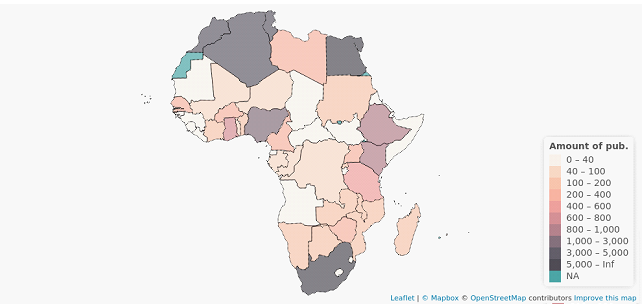 Amount of pub.
0 – 40
40 – 100
100 – 200
200 – 400
400 – 600
600 – 800
800 – 1,000
1,000 – 3,000
3,000 – 5,000
5,000 – Inf
NA
Leaflet | © Mapbox © OpenStreetMap contributors Improve this map